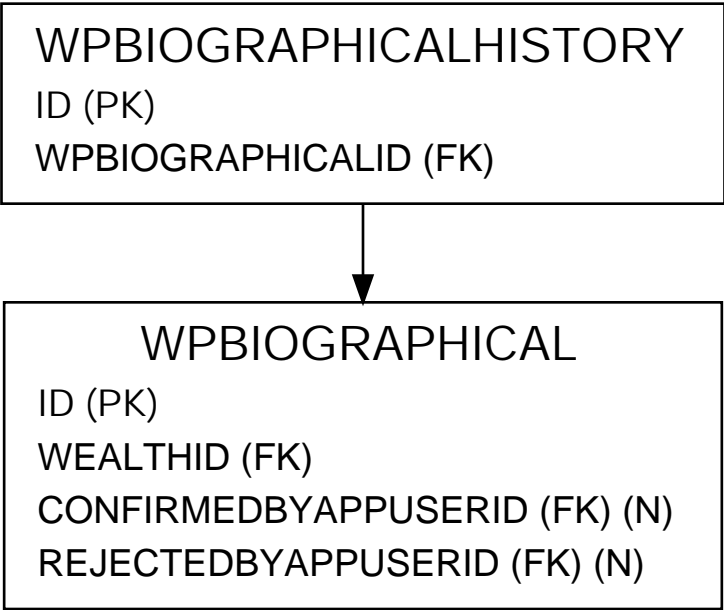 WPBIOGRAPHICALHISTORY
ID (PK)
WPBIOGRAPHICALID (FK)
WPBIOGRAPHICAL
ID (PK)
WEALTHID (FK)
CONFIRMEDBYAPPUSERID (FK) (N)
REJECTEDBYAPPUSERID (FK) (N)